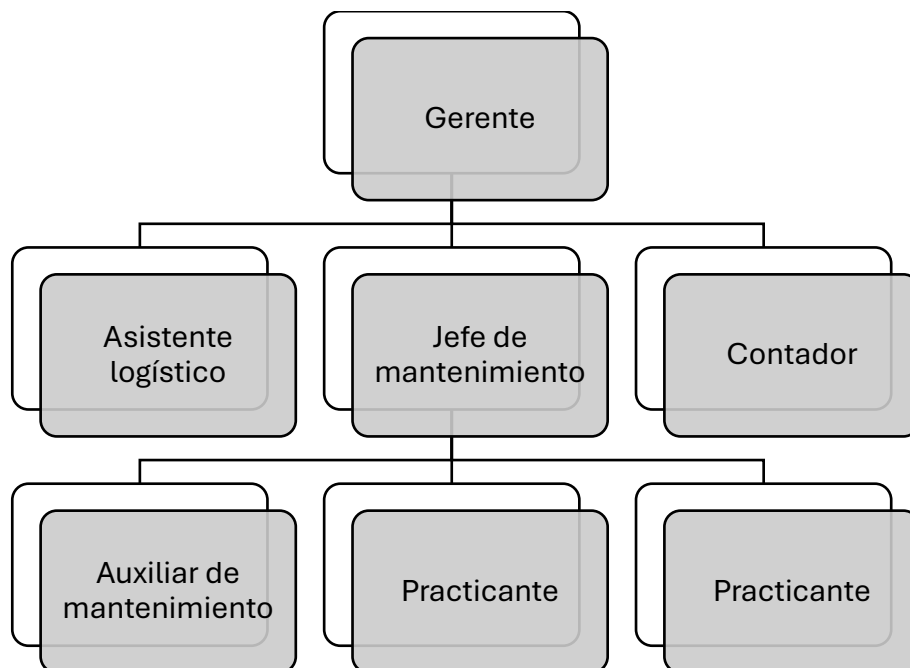 Gerente
Asistente
logístico
Jefe de
mantenimiento
Contador
Auxiliar de
mantenimiento
Practicante
Practicante